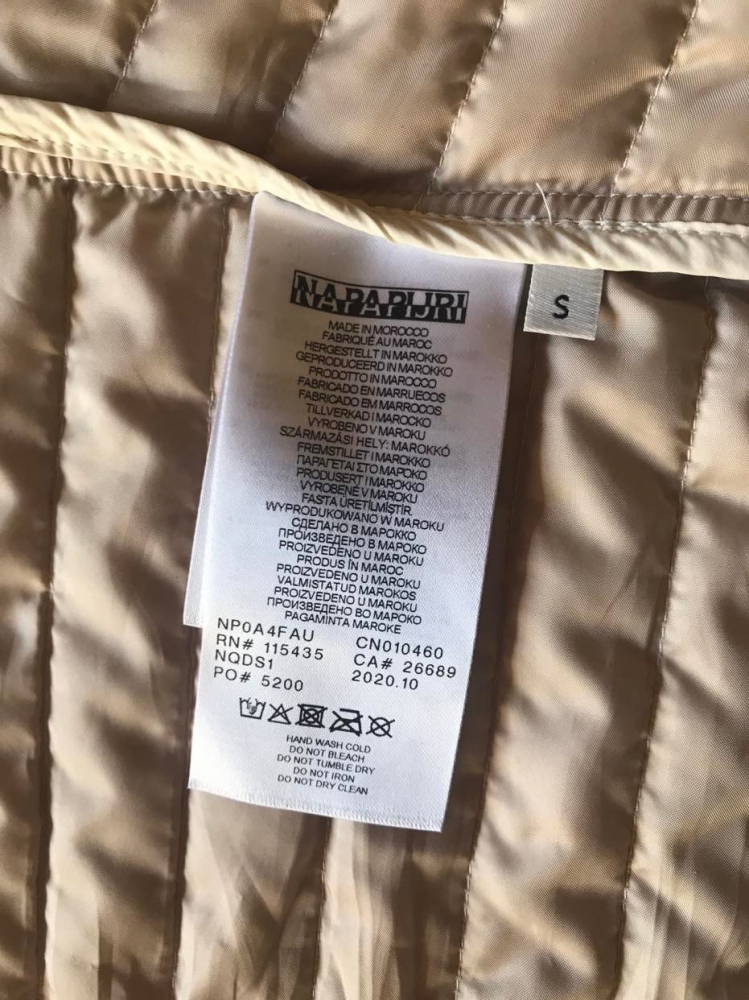 NAPAPIJRI
S
MADE IN MOROCCO
FABRIQUÉ AU MAROC
HERGESTELLT IN MAROKKO
GEPRODUCEERD IN MAROKKO
PRODOTTO IN MAROCCO
FABRICADO EN MARRUECOS
FABRICADO EM MARROCOS
TILLVERKAD I MAROCKO
VYROBENO V MAROKU
SZÁRMAZÁSI HELY: MAROKKÓ
FREMSTILLET I MAROKKO
ΠΑΡΑΓΕΤΑΙ ΣΤΟ ΜΑΡΟΚΟ
PRODUSERT I MAROKKO
VYROBENÉ V MAROKU
FASTA ÜRETİLMİŞTİR
WYPRODUKOWANO W MAROKU
СДЕЛАНО В МАРОККО
ПРОИЗВЕДЕНО В МАРОКО
PROIZVEDENO U MAROKU
PRODUS ÎN MAROC
PROIZVEDENO U MAROKU
VALMISTATUD MAROKOS
PROIZVEDENO U MAROKU
ПРОИЗВЕДЕНО ВО МАРОКО
PAGAMINTA MAROKE
NP0A4FAU CN010460
RN# 115435 CA# 26689
NQDS1 2020.10
PO# 5200
HAND WASH COLD
DO NOT BLEACH
DO NOT TUMBLE DRY
DO NOT IRON
DO NOT DRY CLEAN